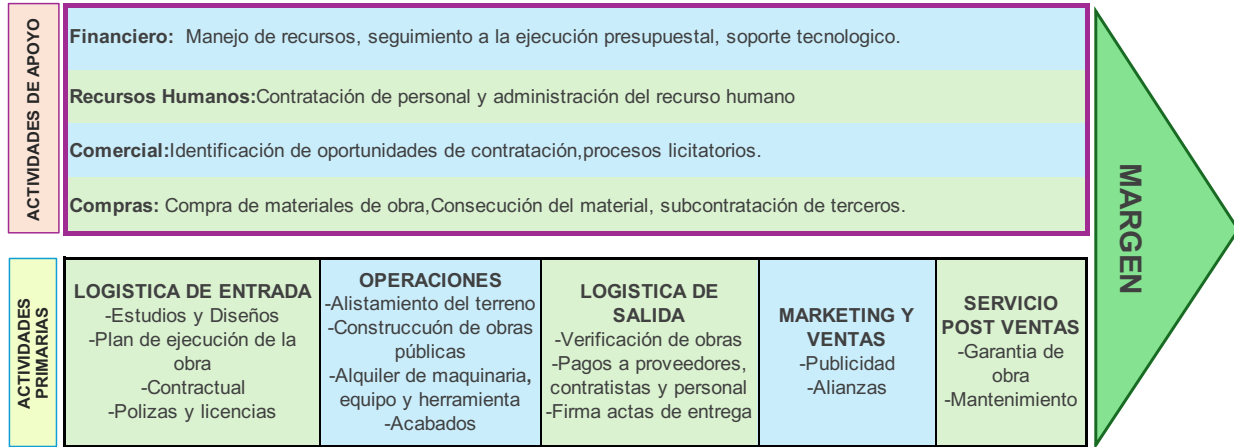 ACTIVIDADES DE APOYO
Financiero: Manejo de recursos, seguimiento a la ejecución presupuestal, soporte tecnologico.
Recursos Humanos:Contratación de personal y administración del recurso humano
Comercial:Identificación de oportunidades de contratación,procesos licitatorios.
Compras: Compra de materiales de obra,Consecución del material, subcontratación de terceros.
MARGEN
ACTIVIDADES
PRIMARIAS
LOGISTICA DE ENTRADA
-Estudios y Diseños
-Plan de ejecución de la
obra
-Contractual
-Polizas y licencias
OPERACIONES
-Alistamiento del terreno
-Construccuón de obras
públicas
-Alquiler de maquinaria,
equipo y herramienta
-Acabados
LOGISTICA DE
SALIDA
-Verificación de obras
-Pagos a proveedores,
contratistas y personal
-Firma actas de entrega
MARKETING Y
VENTAS
-Publicidad
-Alianzas
SERVICIO
POST VENTAS
-Garantia de
obra
-Mantenimiento